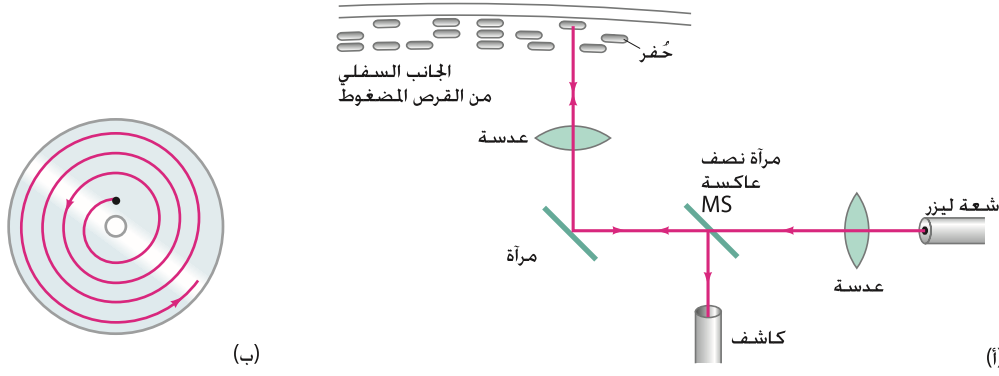 حُفر
الجانب السفلي
من القرص المضغوط
عدسة
مرآة نصف
عاكسة
MS
شعة ليزر
مرآة
عدسة
كاشف
(ب)
(أ)